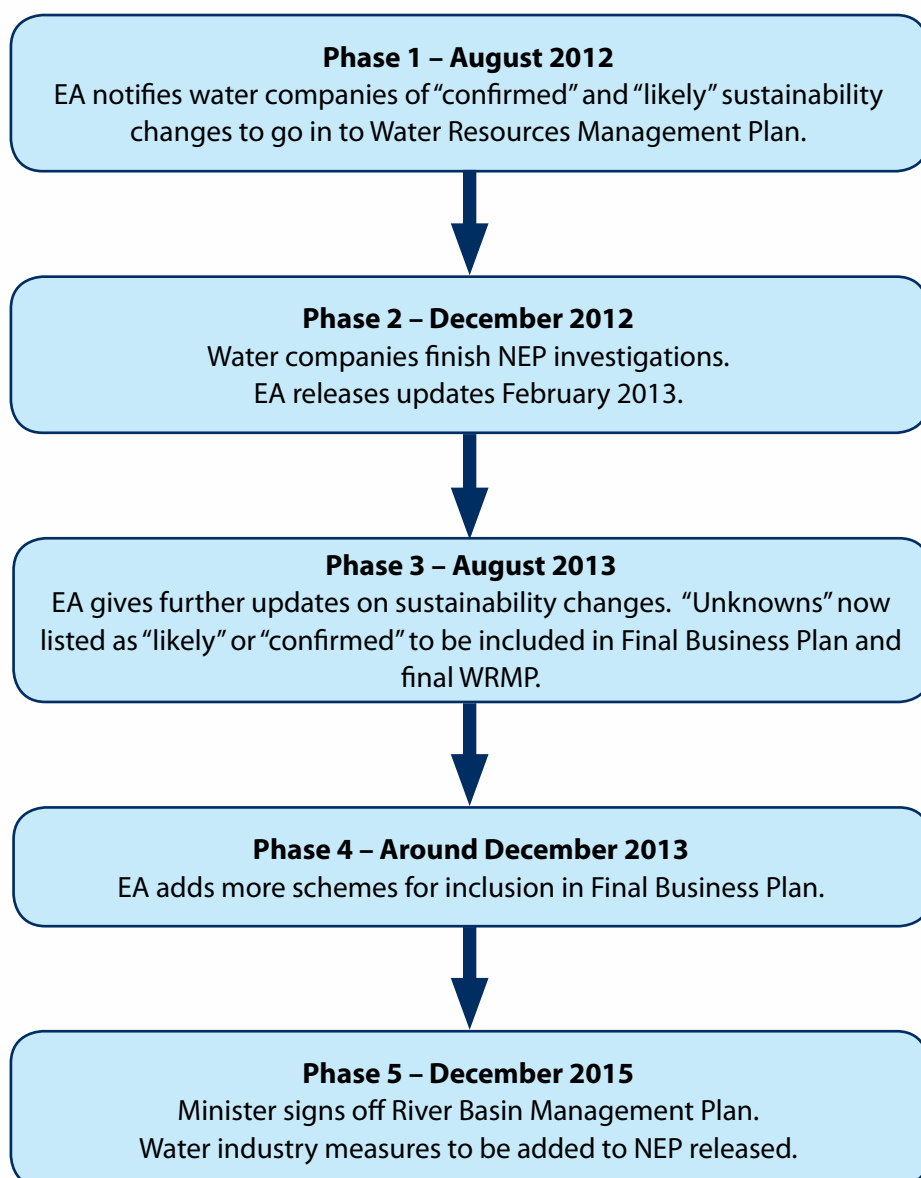 Phase 1 – August 2012
EA notifies water companies of “confirmed” and “likely” sustainability
changes to go in to Water Resources Management Plan.
Phase 2 – December 2012
Water companies finish NEP investigations.
EA releases updates February 2013.
Phase 3 – August 2013
EA gives further updates on sustainability changes.  “Unknowns” now
listed as “likely” or “confirmed” to be included in Final Business Plan and
final WRMP.
Phase 4 – Around December 2013
EA adds more schemes for inclusion in Final Business Plan.
Phase 5 – December 2015
Minister signs off River Basin Management Plan.
Water industry measures to be added to NEP released.